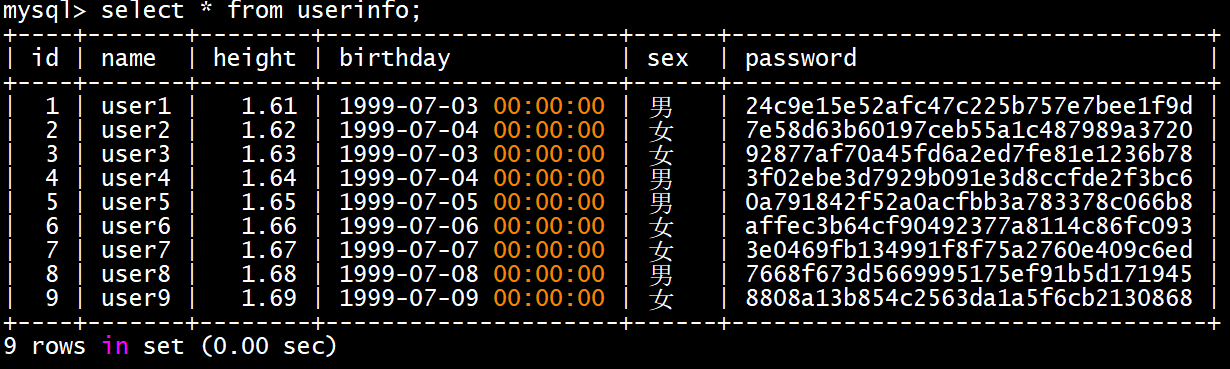 mysql> select * from userinfo;
+----+-------+--------+---------------------+------+----------------------------------+
| id | name  | height | birthday            | sex  | password                         |
+----+-------+--------+---------------------+------+----------------------------------+
|  1 | user1 |   1.61 | 1999-07-03 00:00:00 | 男   | 24c9e15e52afc47c225b757e7bee1f9d |
|  2 | user2 |   1.62 | 1999-07-04 00:00:00 | 女   | 7e58d63b60197ceb55a1c487989a3720 |
|  3 | user3 |   1.63 | 1999-07-03 00:00:00 | 女   | 92877af70a45fd6a2ed7fe81e1236b78 |
|  4 | user4 |   1.64 | 1999-07-04 00:00:00 | 男   | 3f02ebe3d7929b091e3d8ccfde2f3bc6 |
|  5 | user5 |   1.65 | 1999-07-05 00:00:00 | 男   | 0a791842f52a0acfbb3a783378c066b8 |
|  6 | user6 |   1.66 | 1999-07-06 00:00:00 | 女   | affec3b64cf90492377a8114c86fc093 |
|  7 | user7 |   1.67 | 1999-07-07 00:00:00 | 女   | 3e0469fb134991f8f75a2760e409c6ed |
|  8 | user8 |   1.68 | 1999-07-08 00:00:00 | 男   | 7668f673d5669995175ef91b5d171945 |
|  9 | user9 |   1.69 | 1999-07-09 00:00:00 | 女   | 8808a13b854c2563da1a5f6cb2130868 |
+----+-------+--------+---------------------+------+----------------------------------+
9 rows in set (0.00 sec)